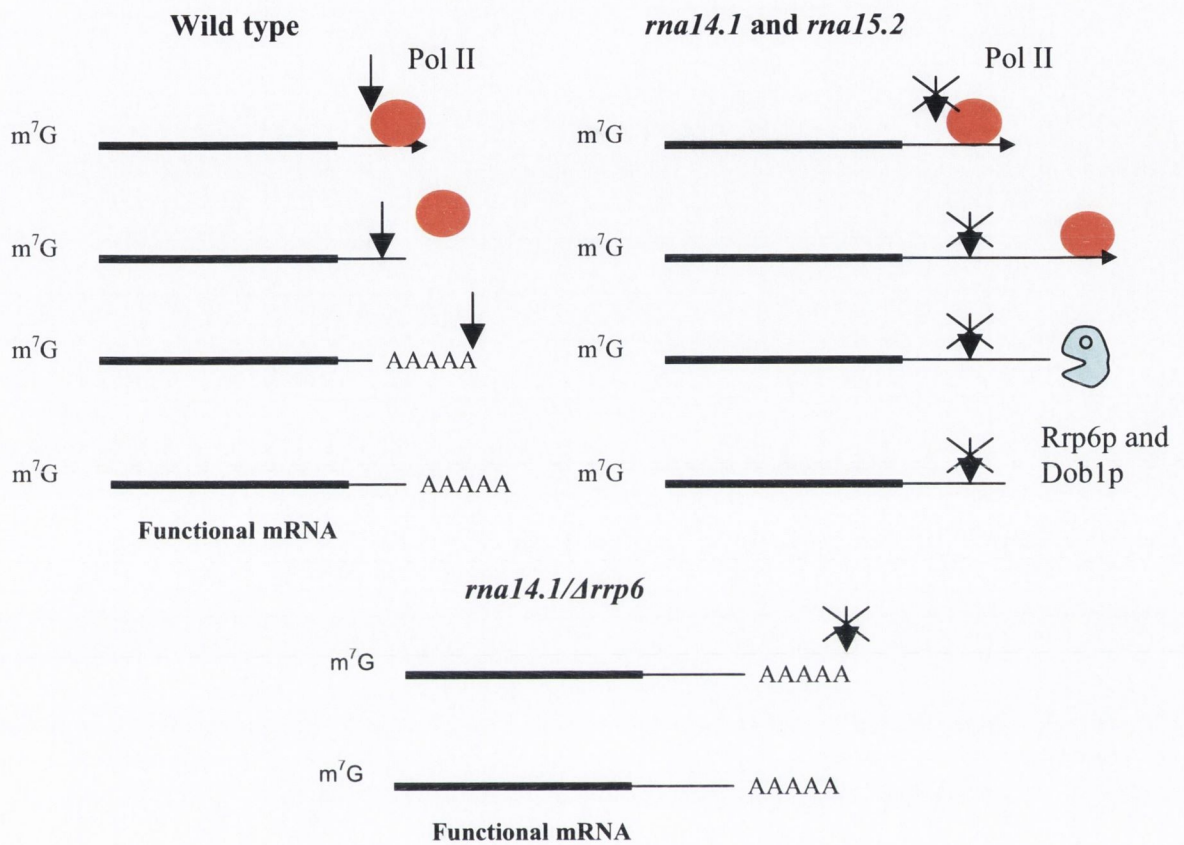 Wild type
Pol II
m⁷G
m⁷G
m⁷G
AAAAA
m⁷G
AAAAA
Functional mRNA
rna14.1 and rna15.2
Pol II
m⁷G
m⁷G
m⁷G
m⁷G
Rrp6p and
Dob1p
rna14.1/Δrrp6
m⁷G
AAAAA
m⁷G
AAAAA
Functional mRNA